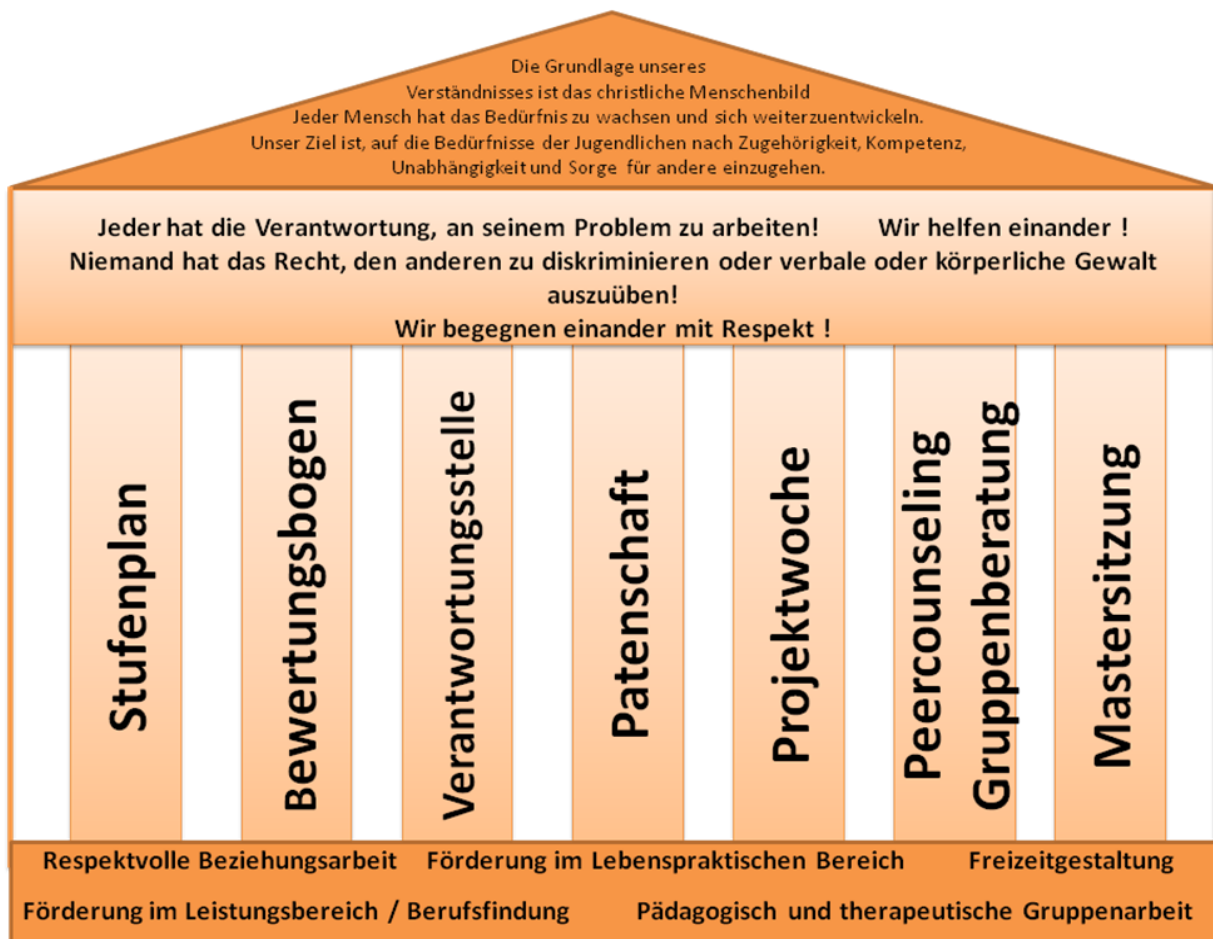 Die Grundlage unseres
Verständnisses ist das christliche Menschenbild
Jeder Mensch hat das Bedürfnis zu wachsen und sich weiterzuentwickeln.
Unser Ziel ist, auf die Bedürfnisse der Jugendlichen nach Zugehörigkeit, Kompetenz,
Unabhängigkeit und Sorge für andere einzugehen.
Jeder hat die Verantwortung, an seinem Problem zu arbeiten! Wir helfen einander !
Niemand hat das Recht, den anderen zu diskriminieren oder verbale oder körperliche Gewalt
auszuüben!
Wir begegnen einander mit Respekt !
Stufenplan
Bewertungsbogen
Verantwortungsstelle
Patenschaft
Projektwoche
Peercounseling
Gruppenberatung
Mastersitzung
Respektvolle Beziehungsarbeit Förderung im Lebenspraktischen Bereich Freizeitgestaltung
Förderung im Leistungsbereich / Berufsfindung Pädagogisch und therapeutische Gruppenarbeit